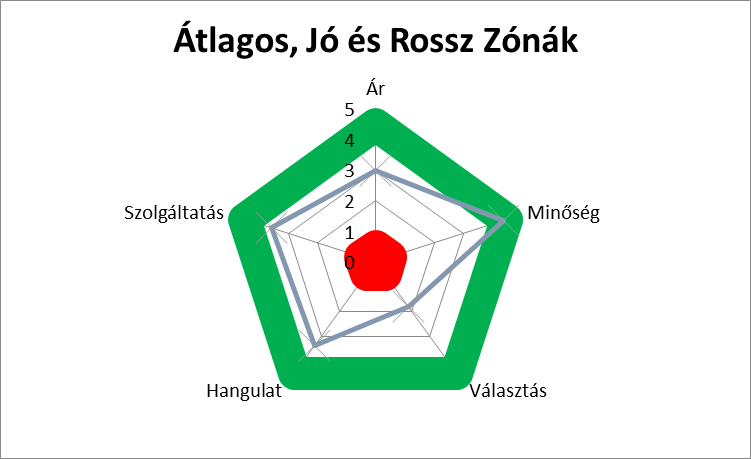 Átlagos, Jó és Rossz Zónák
Ár
5
4
3
2
1
0
Szolgáltatás
Minőség
Hangulat
Választás